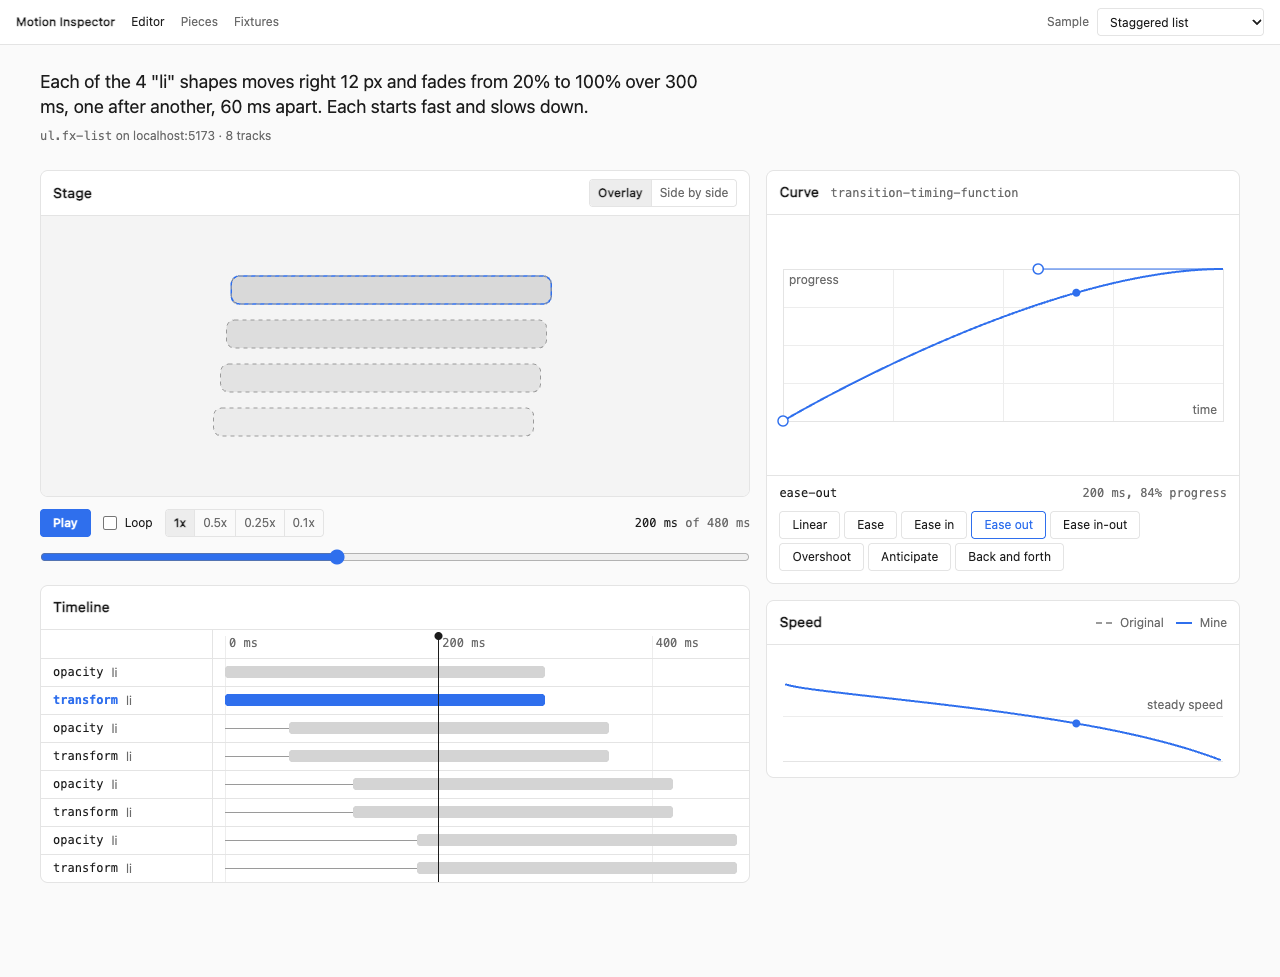 Motion Inspector Editor Pieces Fixtures Sample Staggered list
Each of the 4 "li" shapes moves right 12 px and fades from 20% to 100% over 300
ms, one after another, 60 ms apart. Each starts fast and slows down.
ul.fx-list on localhost:5173 · 8 tracks
Stage Overlay Side by side
Play Loop 1x 0.5x 0.25x 0.1x 200 ms of 480 ms
Timeline
0 ms 200 ms 400 ms
opacity li
transform li
opacity li
transform li
opacity li
transform li
opacity li
transform li
Curve transition-timing-function
progress
time
ease-out 200 ms, 84% progress
Linear Ease Ease in Ease out Ease in-out
Overshoot Anticipate Back and forth
Speed Original Mine
steady speed